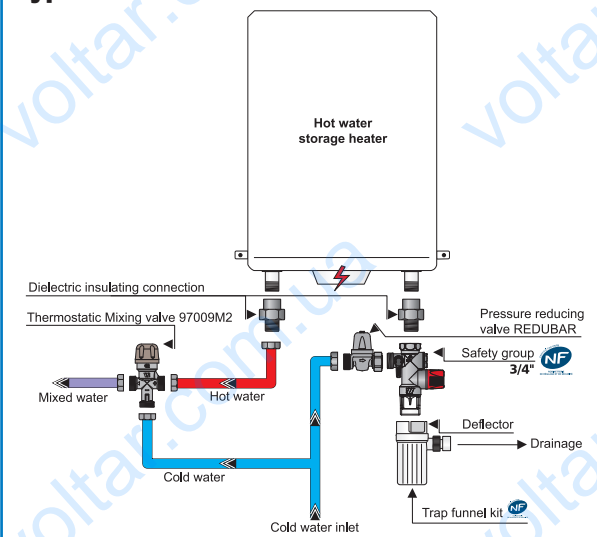 voltar.com.ua
Hot water
storage heater
Dielectric insulating connection
Thermostatic Mixing valve 97009M2
Pressure reducing
valve REDUBAR
Safety group
3/4"
NF
Mixed water
Hot water
Deflector
Drainage
Cold water
Trap funnel kit
NF
Cold water inlet